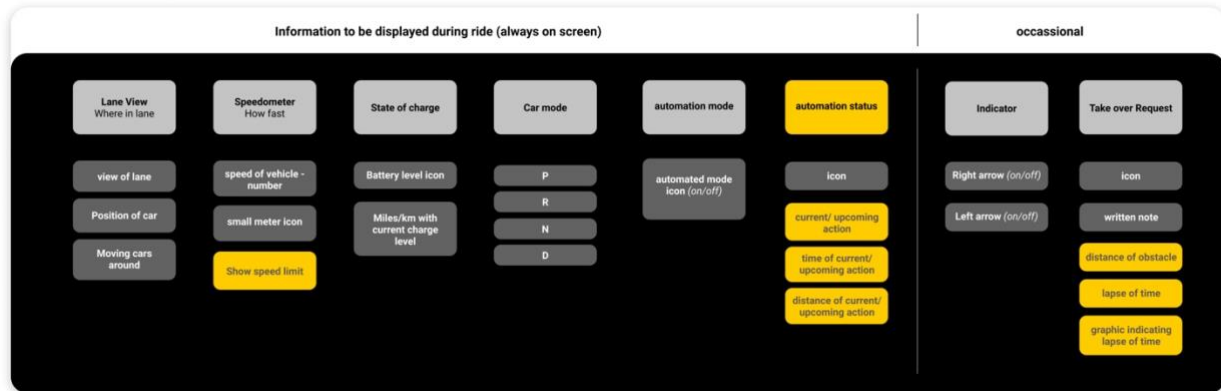 Information to be displayed during ride (always on screen)
occassional
Lane View
Where in lane
view of lane
Position of car
Moving cars
around
Speedometer
How fast
speed of vehicle -
number
small meter icon
Show speed limit
State of charge
Battery level icon
Miles/km with
current charge
level
Car mode
P
R
N
D
automation mode
automated mode
icon (on/off)
automation status
icon
current/ upcoming
action
time of current/
upcoming action
distance of current/
upcoming action
Indicator
Right arrow (on/off)
Left arrow (on/off)
Take over Request
icon
written note
distance of obstacle
lapse of time
graphic indicating
lapse of time